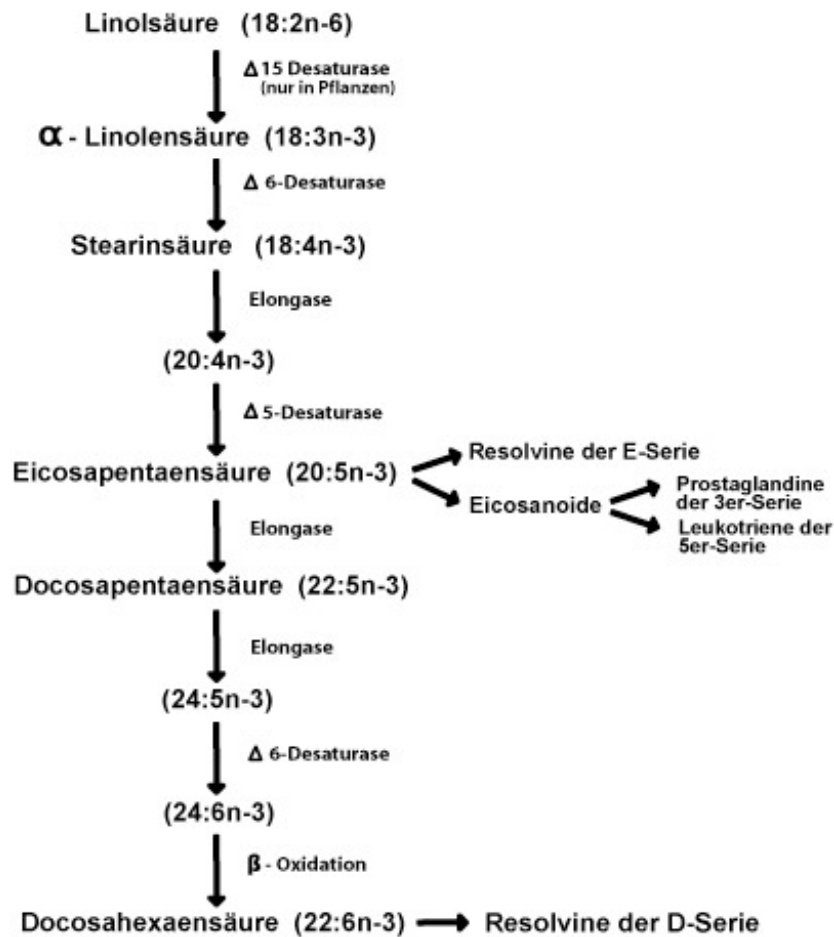 Linolsäure (18:2n-6)
Δ 15 Desaturase
(nur in Pflanzen)
α - Linolensäure (18:3n-3)
Δ 6-Desaturase
Stearinsäure (18:4n-3)
Elongase
(20:4n-3)
Δ 5-Desaturase
Eicosapentaensäure (20:5n-3)
Resolvine der E-Serie
Eicosanoide
Prostaglandine
der 3er-Serie
Leukotriene der
5er-Serie
Elongase
Docosapentaensäure (22:5n-3)
Elongase
(24:5n-3)
Δ 6-Desaturase
(24:6n-3)
β - Oxidation
Docosahexaensäure (22:6n-3)
Resolvine der D-Serie